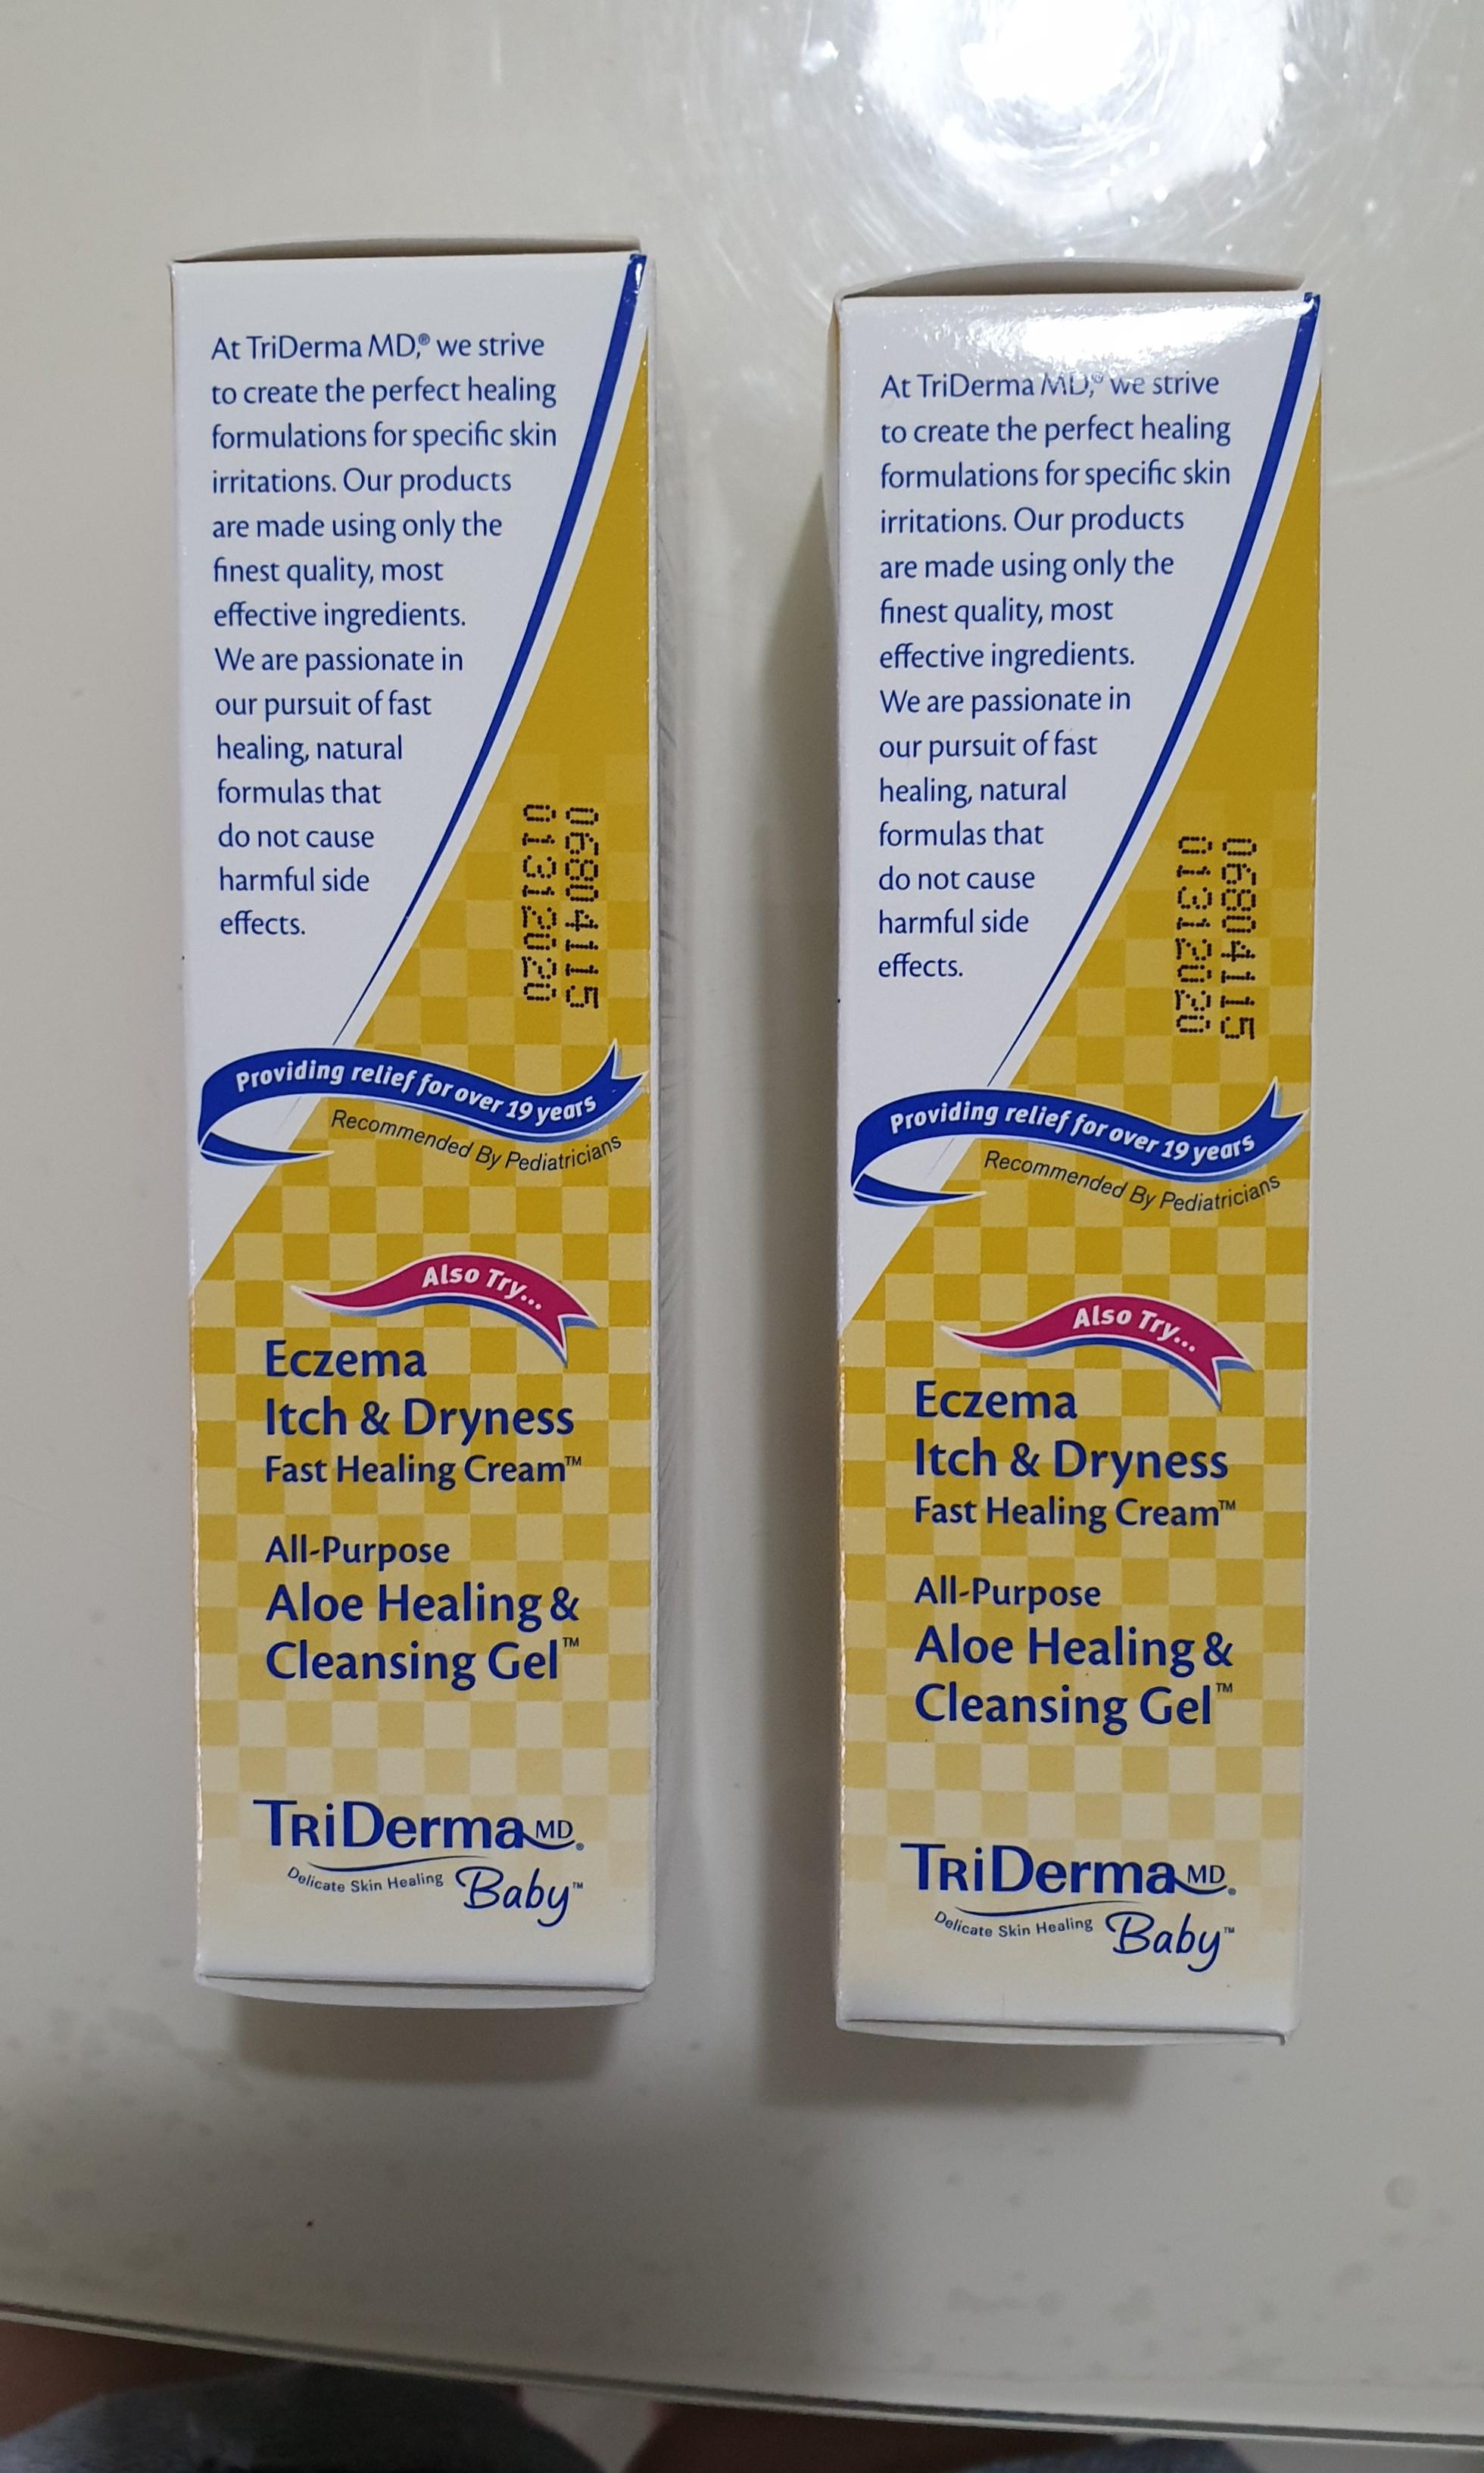 At TriDerma MD,® we strive
to create the perfect healing
formulations for specific skin
irritations. Our products
are made using only the
finest quality, most
effective ingredients.
We are passionate in
our pursuit of fast
healing, natural
formulas that
do not cause
harmful side
effects.
06804115
01312020
Providing relief for over 19 years
Recommended By Pediatricians
Also Try...
Eczema
Itch & Dryness
Fast Healing Cream™
All-Purpose
Aloe Healing &
Cleansing Gel™
TriDerma MD®
Delicate Skin Healing Baby™
At TriDerma MD,® we strive
to create the perfect healing
formulations for specific skin
irritations. Our products
are made using only the
finest quality, most
effective ingredients.
We are passionate in
our pursuit of fast
healing, natural
formulas that
do not cause
harmful side
effects.
06804115
01312020
Providing relief for over 19 years
Recommended By Pediatricians
Also Try...
Eczema
Itch & Dryness
Fast Healing Cream™
All-Purpose
Aloe Healing &
Cleansing Gel™
TriDerma MD®
Delicate Skin Healing Baby™